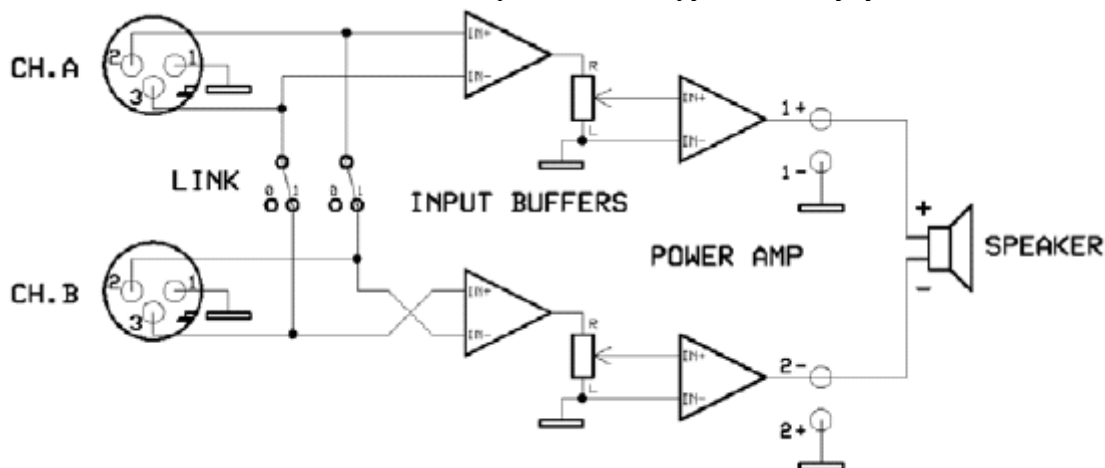 2 1
CH.A
3
IN+
IN-
R
L
IN+
IN-
1+
1-
LINK
0 1 0 1
INPUT BUFFERS
POWER AMP
+
SPEAKER
-
2 1
CH.B
3
IN+
IN-
R
L
IN+
IN-
2-
2+